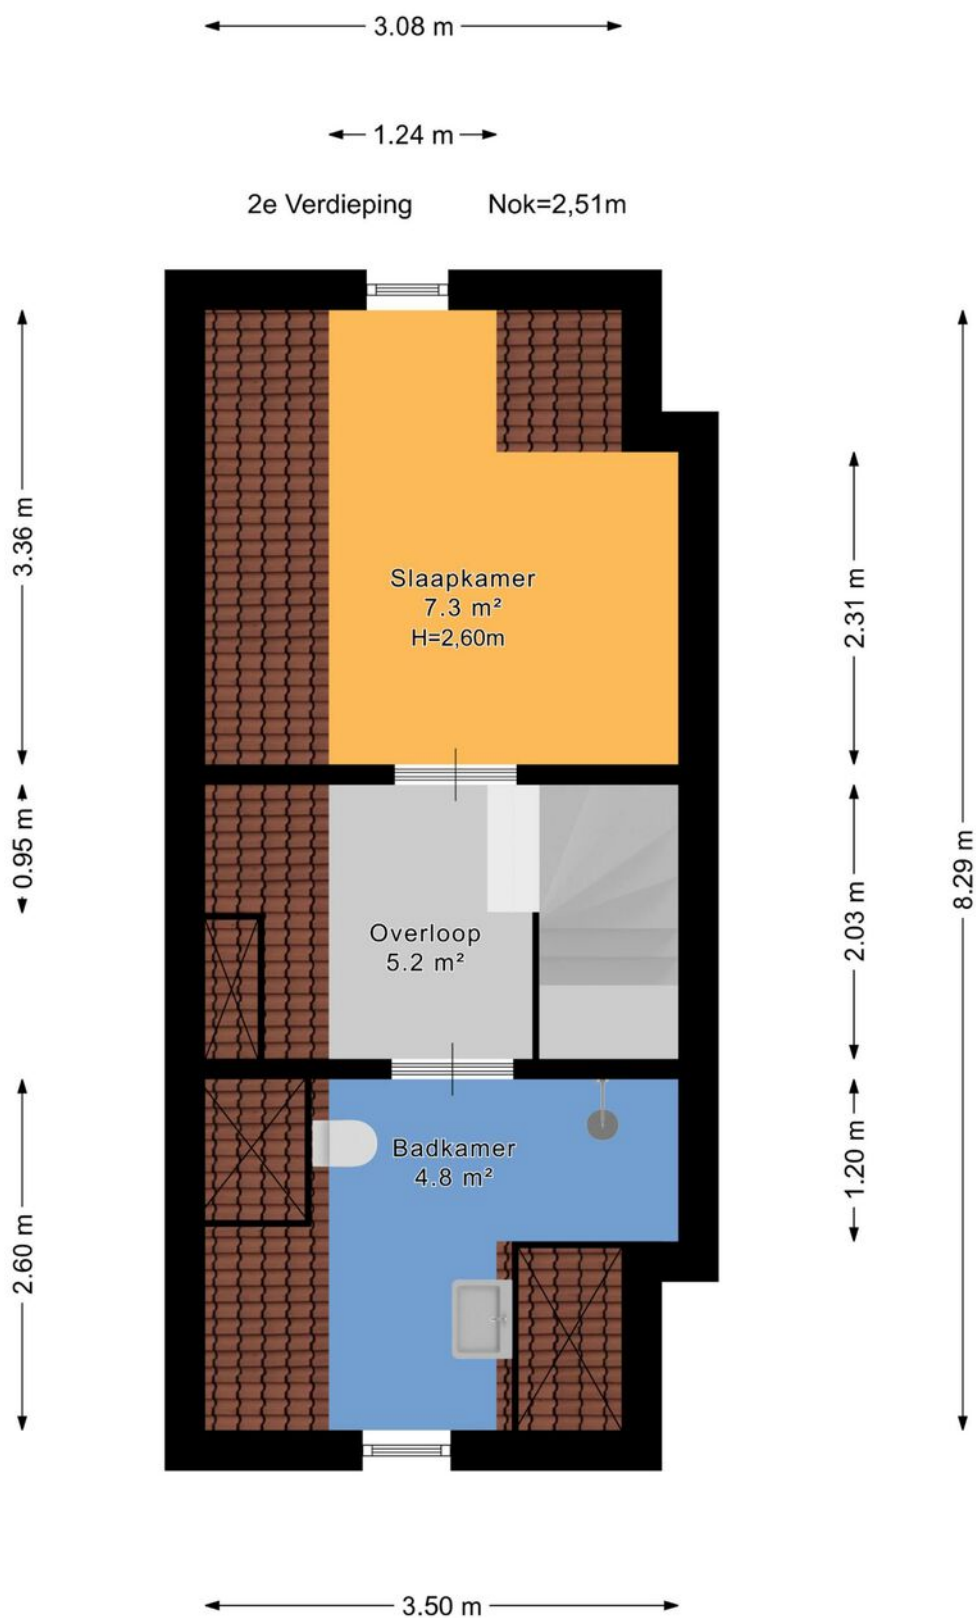 3.08 m
1.24 m
2e Verdieping Nok=2,51m
3.36 m
Slaapkamer
7.3 m²
H=2,60m
2.31 m
0.95 m
8.29 m
Overloop
5.2 m²
2.03 m
Badkamer
4.8 m²
1.20 m
2.60 m
3.50 m